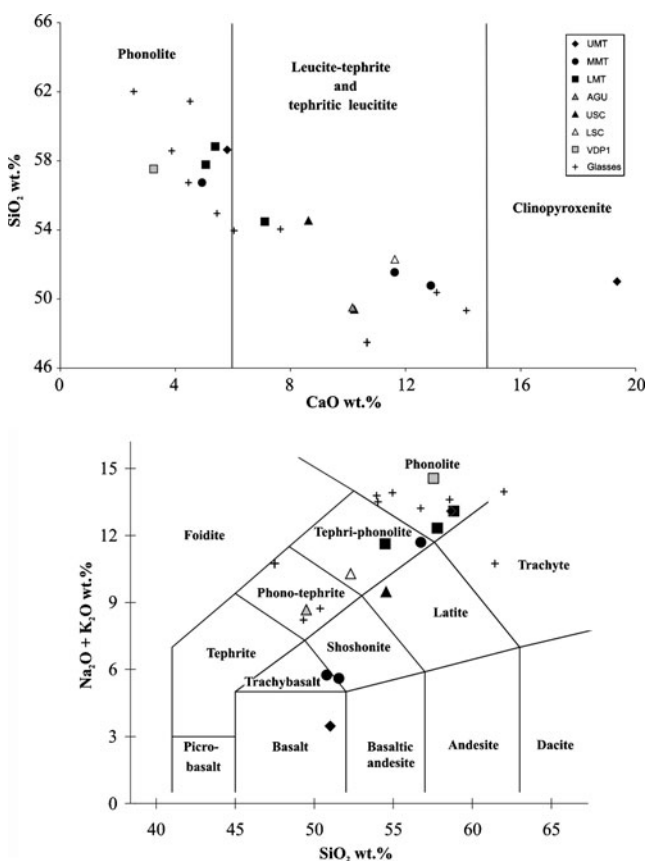 66
62
58
54
50
46
SiO₂ wt.%
Phonolite
Leucite-tephrite
and
tephritic leucitite
Clinopyroxenite
UMT
MMT
LMT
AGU
USC
LSC
VDP1
Glasses
0
4
8
12
16
20
CaO wt.%
15
12
9
6
3
0
Na₂O + K₂O wt.%
Phonolite
Foidite
Tephri-phonolite
Trachyte
Phono-tephrite
Latite
Tephrite
Shoshonite
Trachybasalt
Picro-
basalt
Basalt
Basaltic
andesite
Andesite
Dacite
40
45
50
55
60
65
SiO₂ wt.%